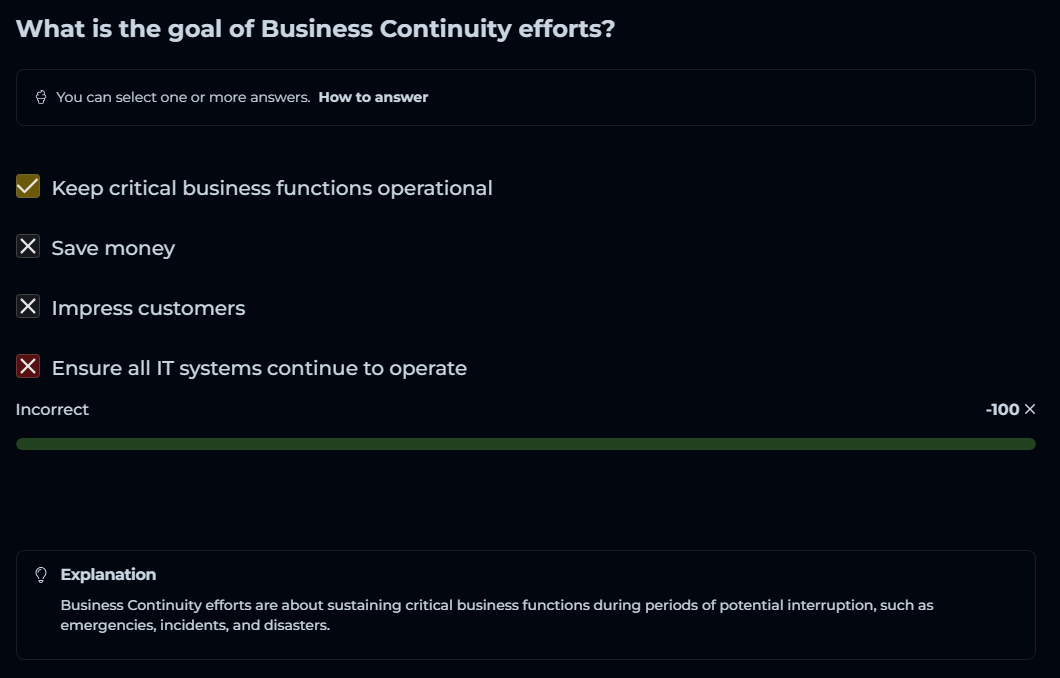 What is the goal of Business Continuity efforts?
You can select one or more answers. How to answer
Keep critical business functions operational
Save money
Impress customers
Ensure all IT systems continue to operate
Incorrect -100 ×
Explanation
Business Continuity efforts are about sustaining critical business functions during periods of potential interruption, such as
emergencies, incidents, and disasters.